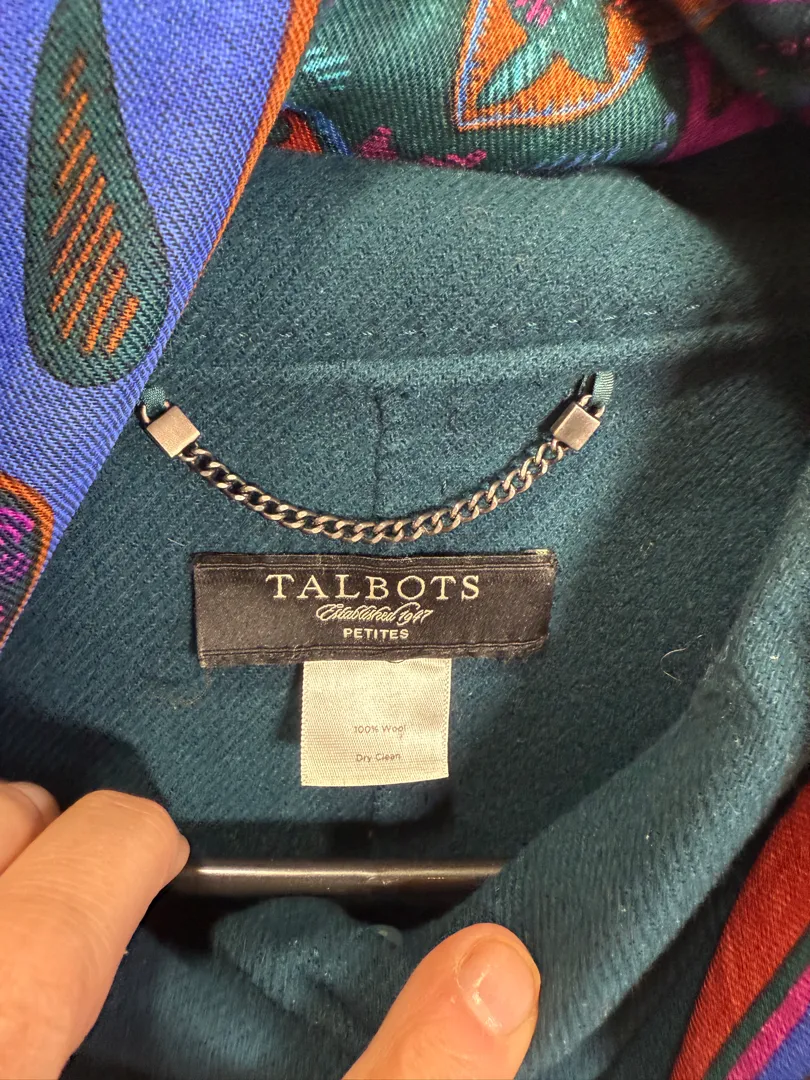 TALBOTS
Established 1947
PETITES
100% Wool
Dry Clean